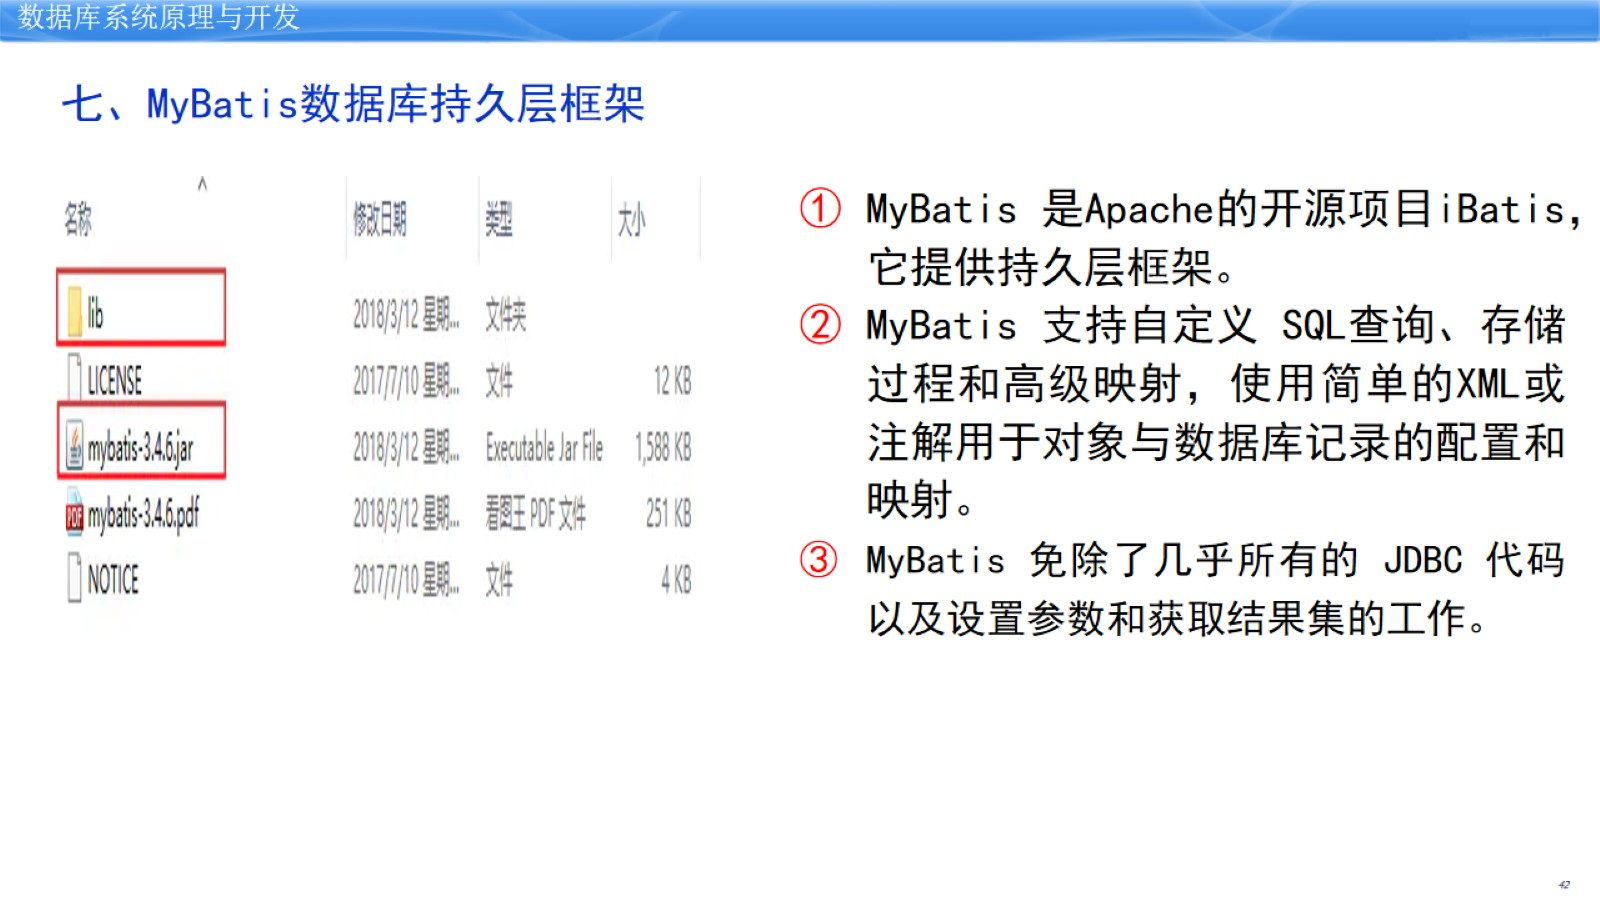 数据库系统原理与开发
七、MyBatis数据库持久层框架
名称 修改日期 类型 大小
lib 2018/3/12 星期... 文件夹
LICENSE 2017/7/10 星期... 文件 12 KB
mybatis-3.4.6.jar 2018/3/12 星期... Executable Jar File 1,588 KB
mybatis-3.4.6.pdf 2018/3/12 星期... 看图王 PDF 文件 251 KB
NOTICE 2017/7/10 星期... 文件 4 KB
① MyBatis 是Apache的开源项目iBatis，
它提供持久层框架。
② MyBatis 支持自定义 SQL查询、存储
过程和高级映射，使用简单的XML或
注解用于对象与数据库记录的配置和
映射。
③ MyBatis 免除了几乎所有的 JDBC 代码
以及设置参数和获取结果集的工作。
42